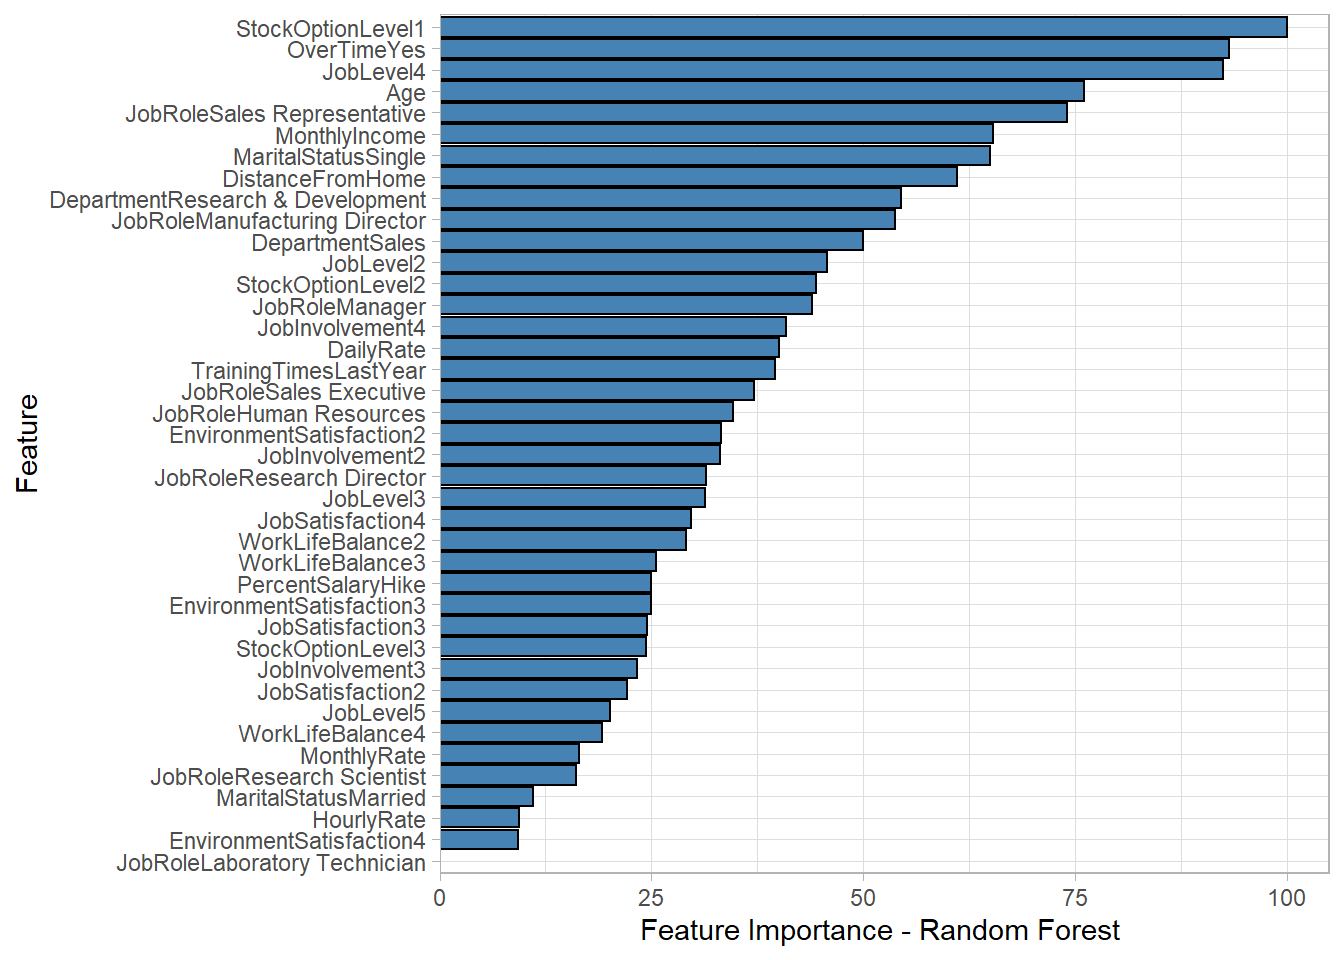 StockOptionLevel1
OverTimeYes
JobLevel4
Age
JobRoleSales Representative
MonthlyIncome
MaritalStatusSingle
DistanceFromHome
DepartmentResearch & Development
JobRoleManufacturing Director
DepartmentSales
JobLevel2
StockOptionLevel2
JobRoleManager
JobInvolvement4
DailyRate
TrainingTimesLastYear
JobRoleSales Executive
JobRoleHuman Resources
EnvironmentSatisfaction2
JobInvolvement2
JobRoleResearch Director
JobLevel3
JobSatisfaction4
WorkLifeBalance2
WorkLifeBalance3
PercentSalaryHike
EnvironmentSatisfaction3
JobSatisfaction3
StockOptionLevel3
JobInvolvement3
JobSatisfaction2
JobLevel5
WorkLifeBalance4
MonthlyRate
JobRoleResearch Scientist
MaritalStatusMarried
HourlyRate
EnvironmentSatisfaction4
JobRoleLaboratory Technician
Feature
0 25 50 75 100
Feature Importance - Random Forest